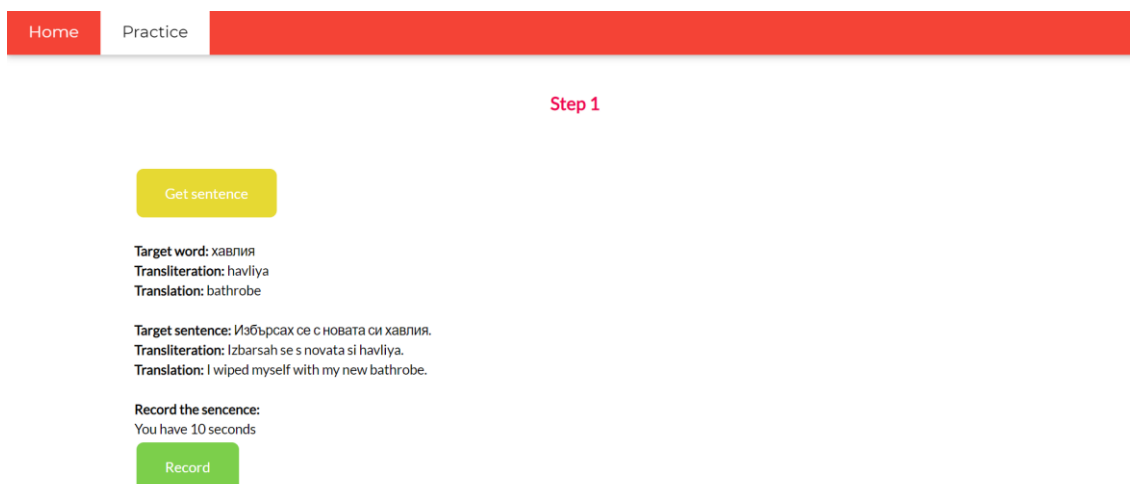 Home Practice
Step 1
Get sentence
Target word: хавлия
Transliteration: havliya
Translation: bathrobe
Target sentence: Избърсах се с новата си хавлия.
Transliteration: Izbarsah se s novata si havliya.
Translation: I wiped myself with my new bathrobe.
Record the sencence:
You have 10 seconds
Record